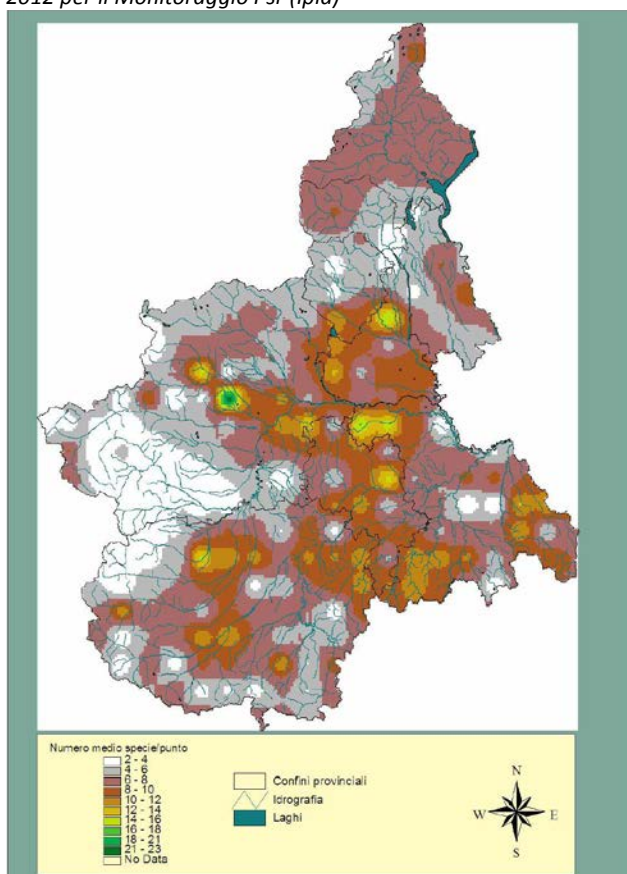 2012 per il Monitoraggio Psr (Ipla)
Numero medio specie/punto
2 - 4
4 - 6
6 - 8
8 - 10
10 - 12
12 - 14
14 - 16
16 - 18
18 - 21
21 - 23
No Data
Confini provinciali
Idrografia
Laghi
N
W
E
S